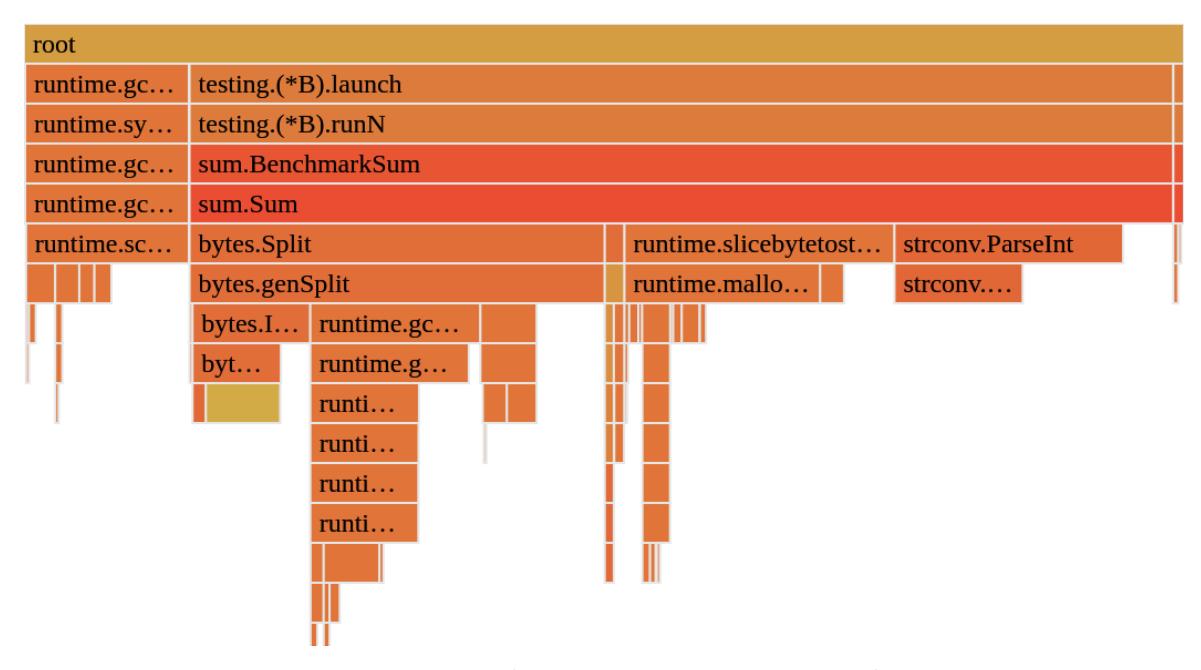 root
runtime.gc… testing.(*B).launch
runtime.sy… testing.(*B).runN
runtime.gc… sum.BenchmarkSum
runtime.gc… sum.Sum
runtime.sc… bytes.Split runtime.slicebytetost… strconv.ParseInt
bytes.genSplit runtime.mallo… strconv.…
bytes.I… runtime.gc…
byt… runtime.g…
runti…
runti…
runti…
runti…